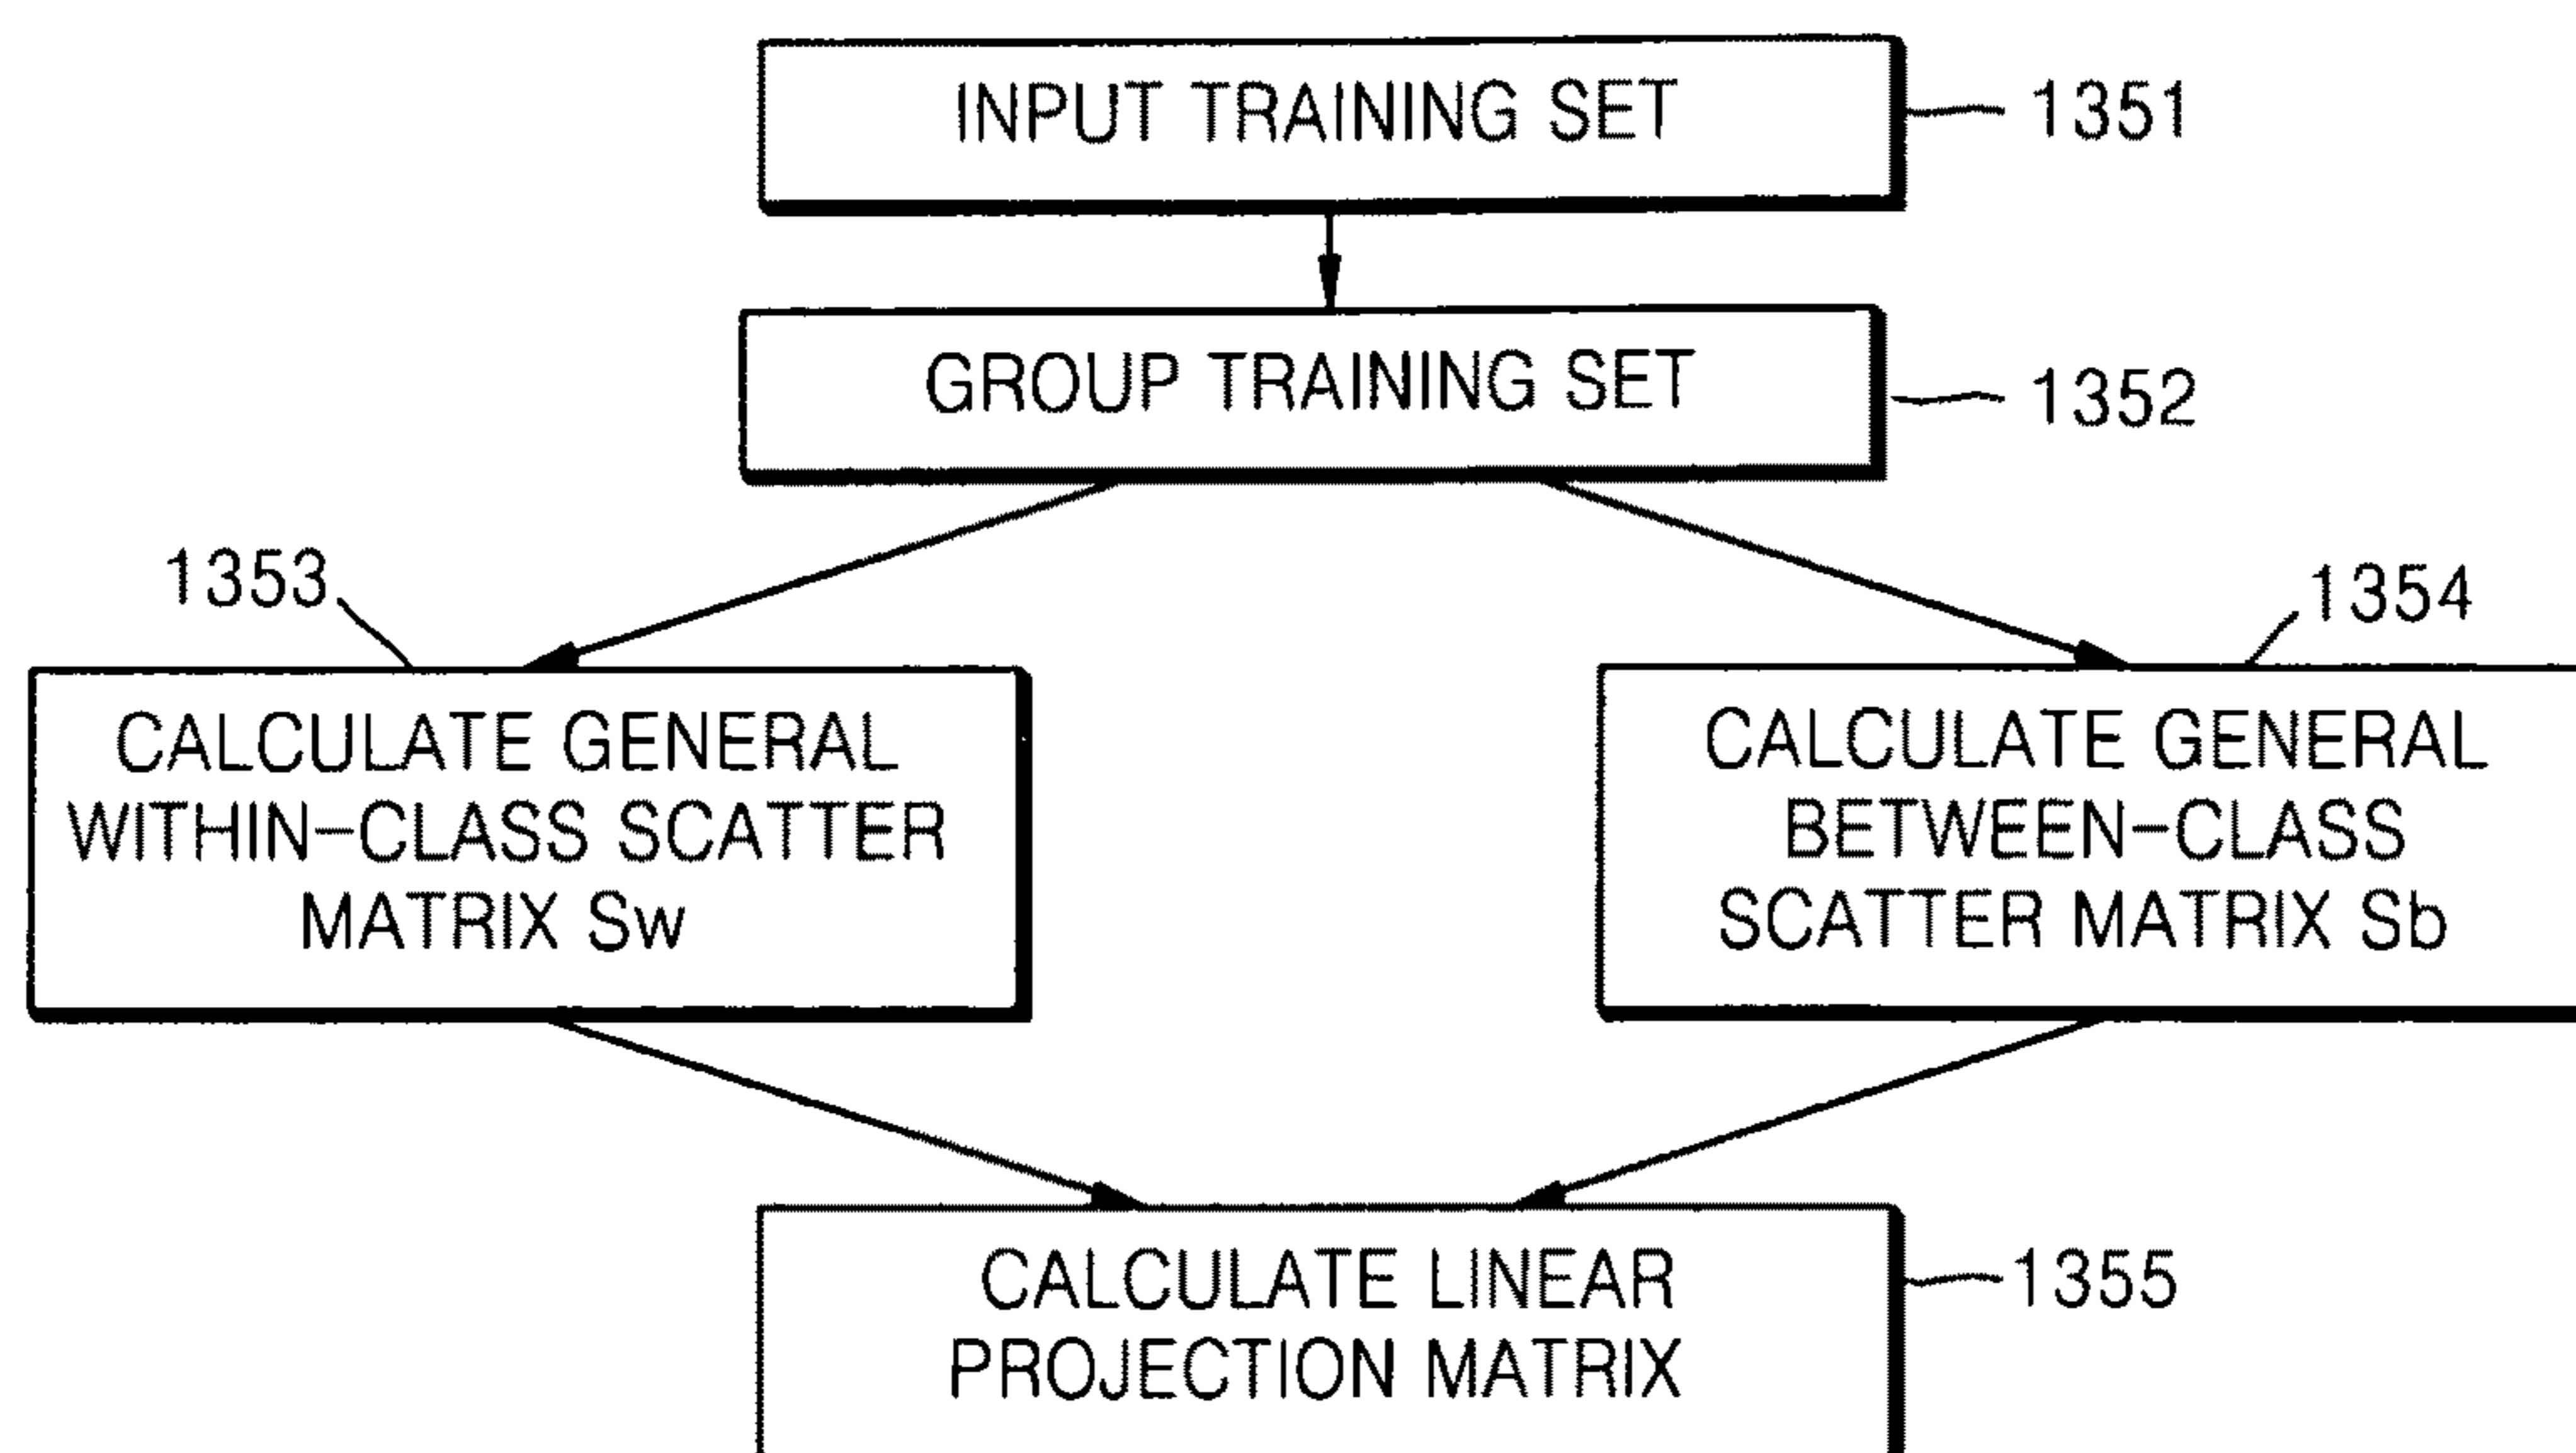 INPUT TRAINING SET
1351
GROUP TRAINING SET
1352
1353
1354
CALCULATE GENERAL
WITHIN-CLASS SCATTER
MATRIX Sw
CALCULATE GENERAL
BETWEEN-CLASS
SCATTER MATRIX Sb
CALCULATE LINEAR
PROJECTION MATRIX
1355